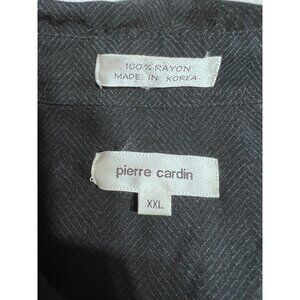 100% RAYON
MADE IN KOREA
pierre cardin
XXL